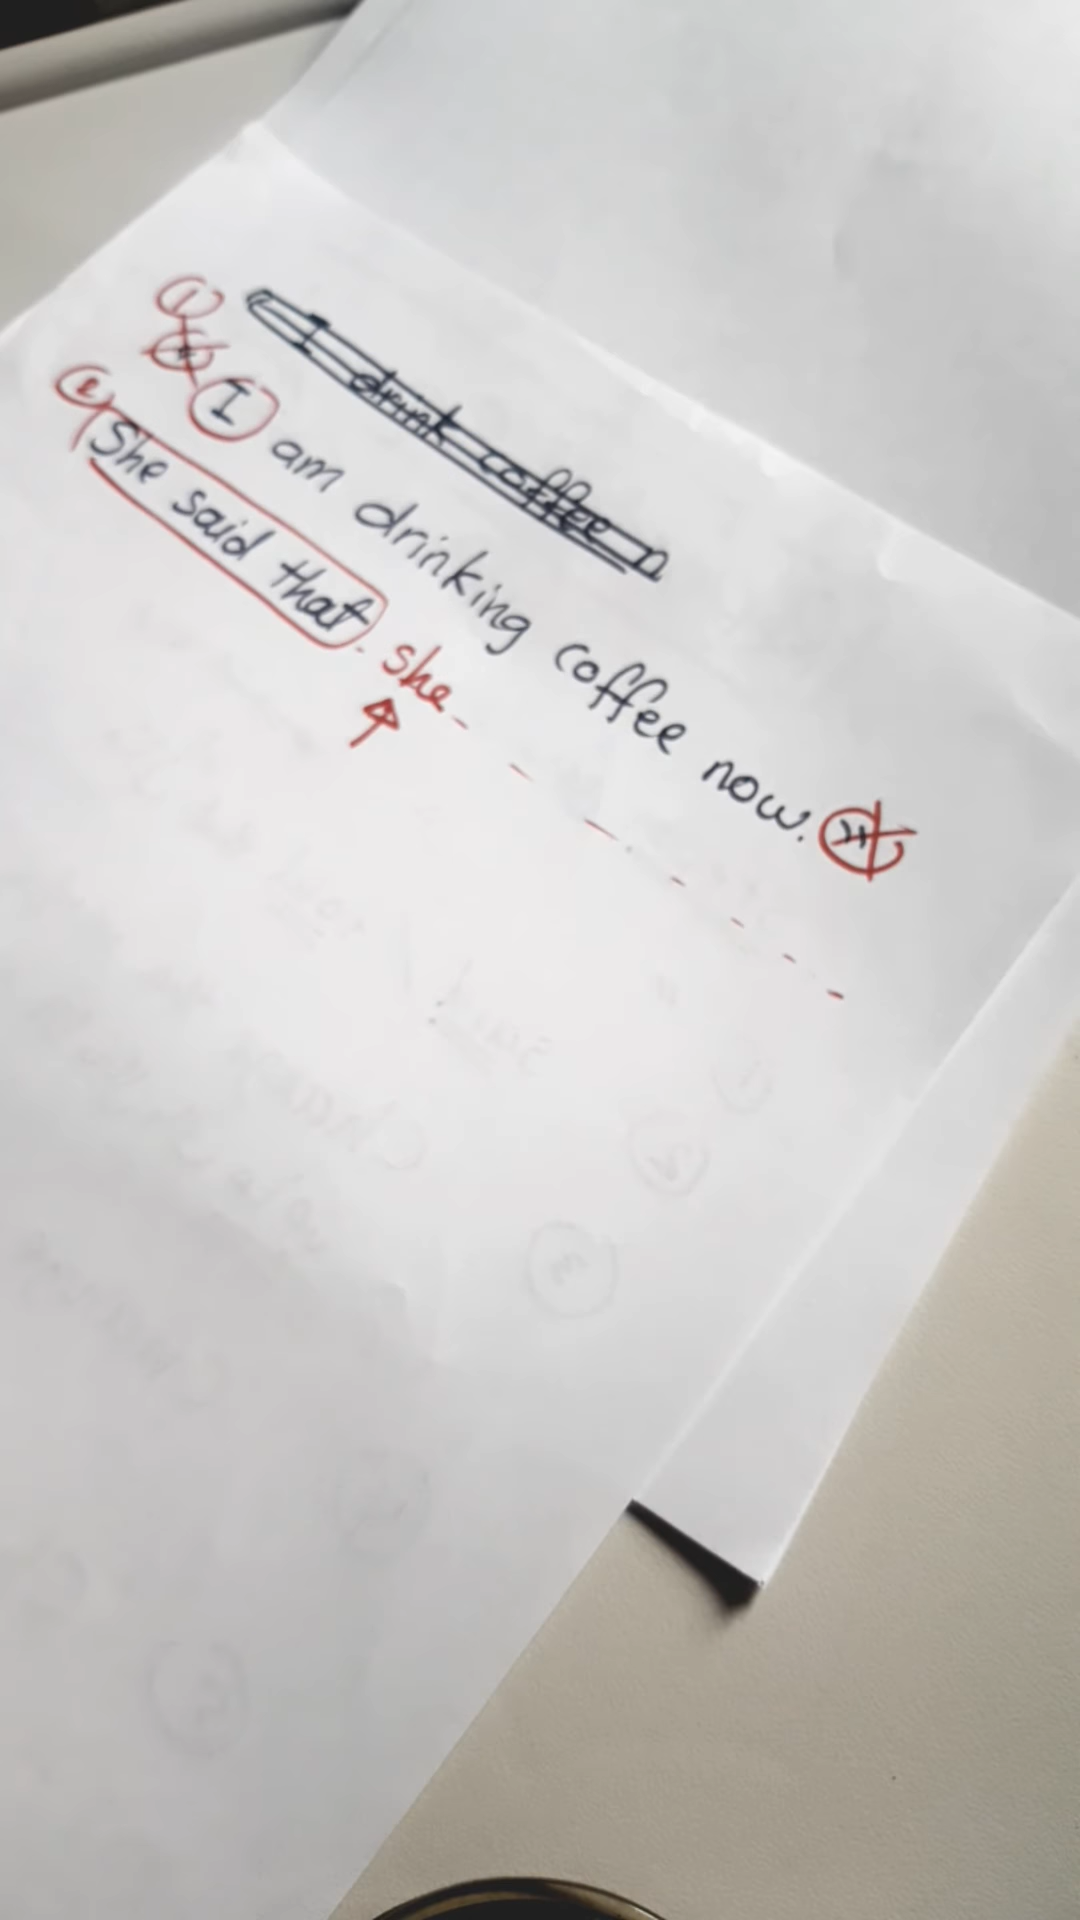 I drink coffee n
① " I am drinking coffee now. "
② She said that she